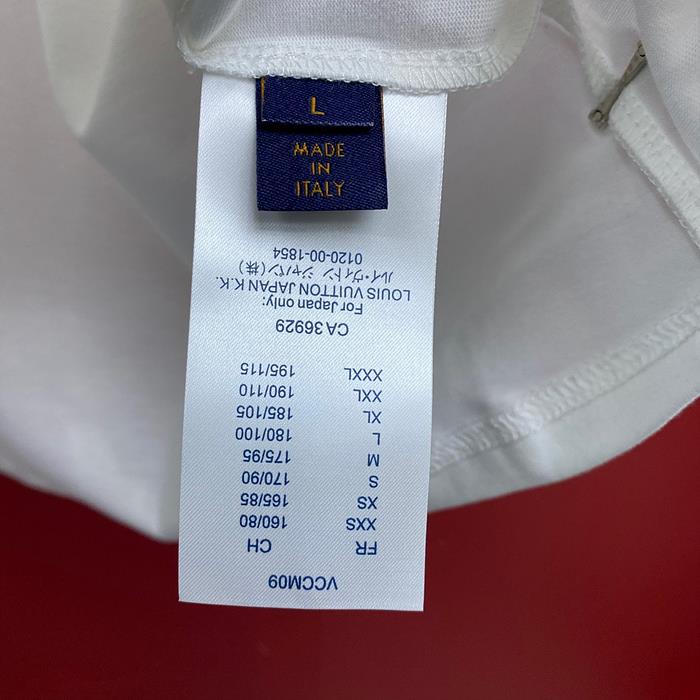 L
MADE
IN
ITALY
VCCM09
FR CH
XXS 160/80
XS 165/85
S 170/90
M 175/95
L 180/100
XL 185/105
XXL 190/110
XXXL 195/115
CA 36929
For Japan only:
LOUIS VUITTON JAPAN K.K.
ルイ・ヴィトン ジャパン(株)
0120-00-1854